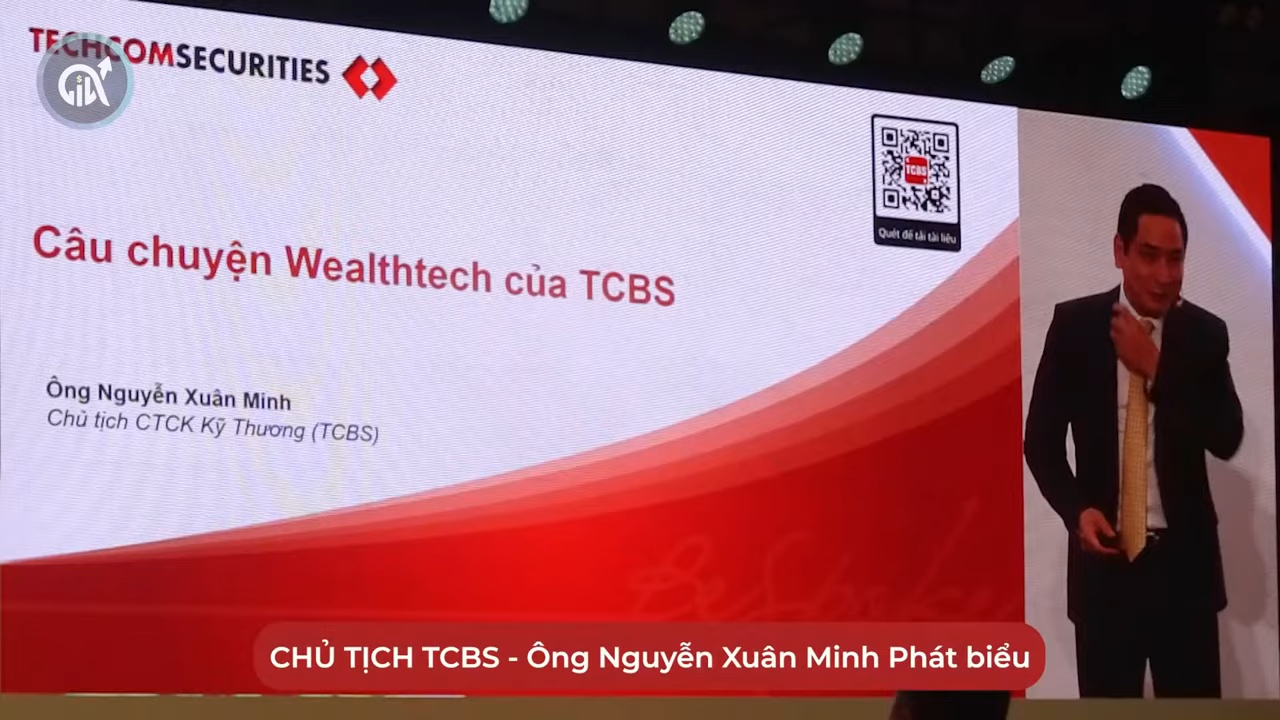 TECHCOMSECURITIES
TCBS
Quét để tải tài liệu
Câu chuyện Wealthtech của TCBS
Ông Nguyễn Xuân Minh
Chủ tịch CTCK Kỹ Thương (TCBS)
CHỦ TỊCH TCBS - Ông Nguyễn Xuân Minh Phát biểu